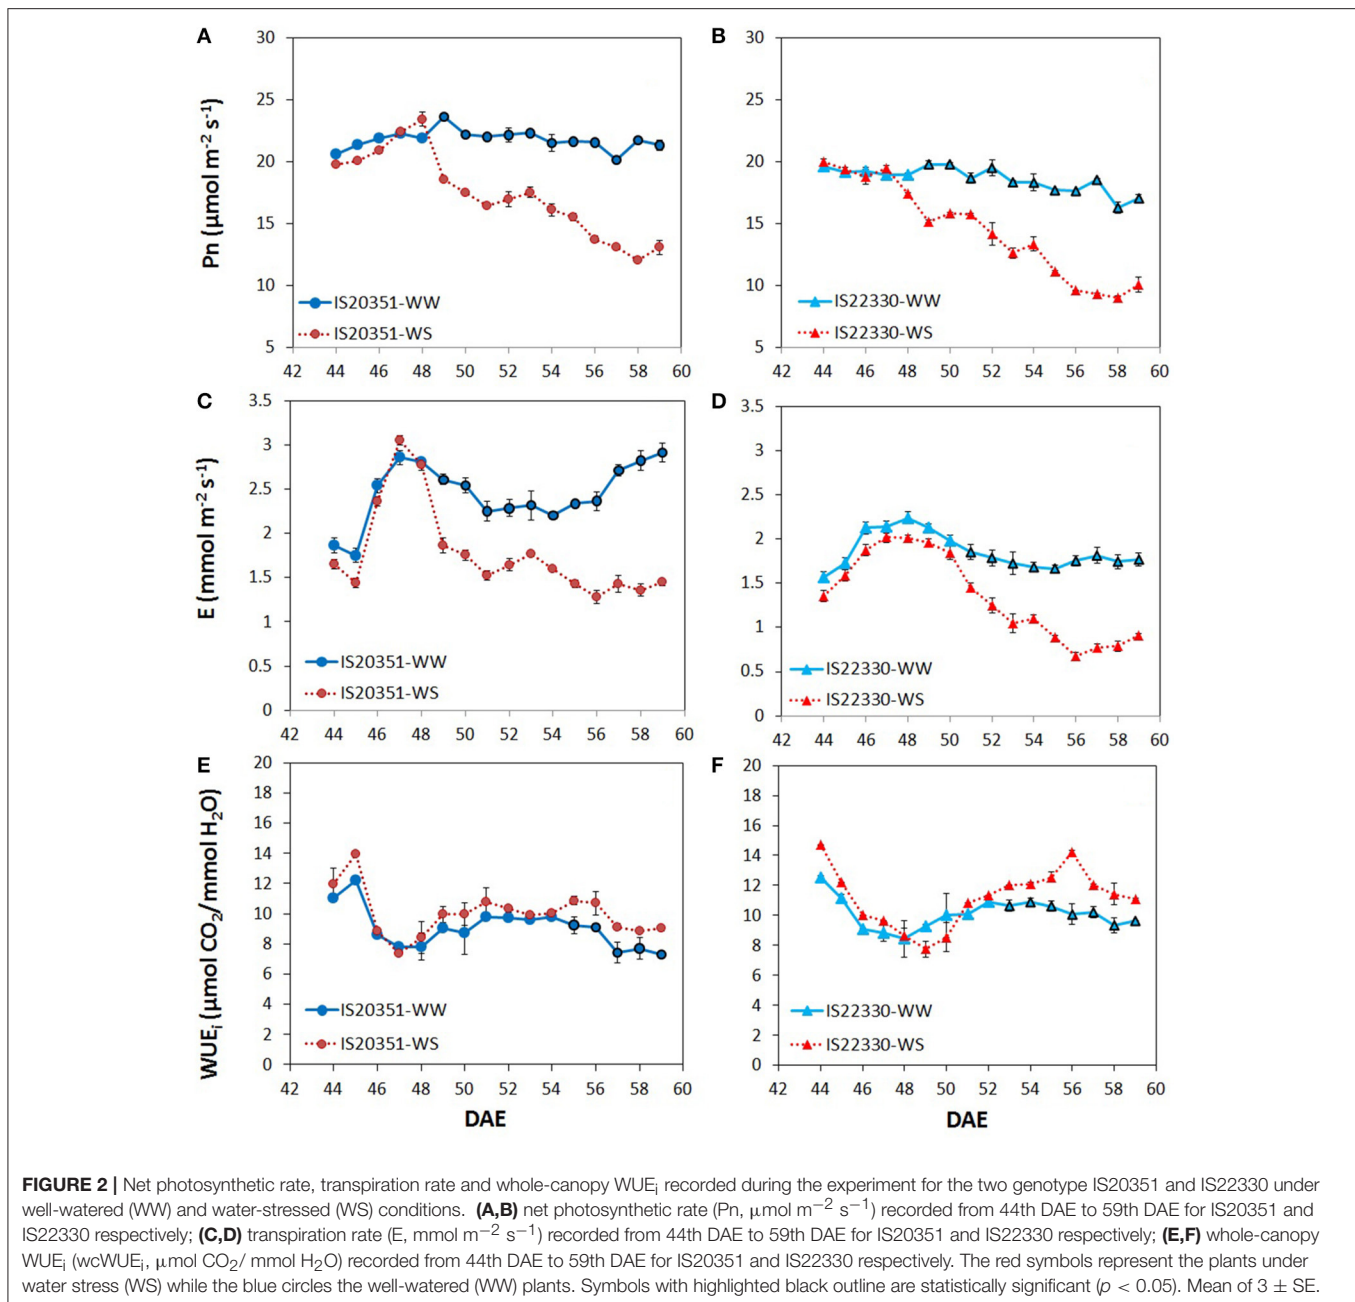 A
30
25
20
15
10
5
Pn (µmol m⁻² s⁻¹)
IS20351-WW
IS20351-WS
42 44 46 48 50 52 54 56 58 60
B
30
25
20
15
10
5
IS22330-WW
IS22330-WS
42 44 46 48 50 52 54 56 58 60
C
3.5
3
2.5
2
1.5
1
0.5
0
E (mmol m⁻² s⁻¹)
IS20351-WW
IS20351-WS
42 44 46 48 50 52 54 56 58 60
D
3.5
3
2.5
2
1.5
1
0.5
0
IS22330-WW
IS22330-WS
42 44 46 48 50 52 54 56 58 60
E
20
18
16
14
12
10
8
6
4
2
0
WUEᵢ (µmol CO₂/mmol H₂O)
IS20351-WW
IS20351-WS
42 44 46 48 50 52 54 56 58 60
DAE
F
20
18
16
14
12
10
8
6
4
2
0
IS22330-WW
IS22330-WS
42 44 46 48 50 52 54 56 58 60
DAE
FIGURE 2 | Net photosynthetic rate, transpiration rate and whole-canopy WUEᵢ recorded during the experiment for the two genotype IS20351 and IS22330 under
well-watered (WW) and water-stressed (WS) conditions. (A,B) net photosynthetic rate (Pn, µmol m⁻² s⁻¹) recorded from 44th DAE to 59th DAE for IS20351 and
IS22330 respectively; (C,D) transpiration rate (E, mmol m⁻² s⁻¹) recorded from 44th DAE to 59th DAE for IS20351 and IS22330 respectively; (E,F) whole-canopy
WUEᵢ (wcWUEᵢ, µmol CO₂/ mmol H₂O) recorded from 44th DAE to 59th DAE for IS20351 and IS22330 respectively. The red symbols represent the plants under
water stress (WS) while the blue circles the well-watered (WW) plants. Symbols with highlighted black outline are statistically significant (p < 0.05). Mean of 3 ± SE.